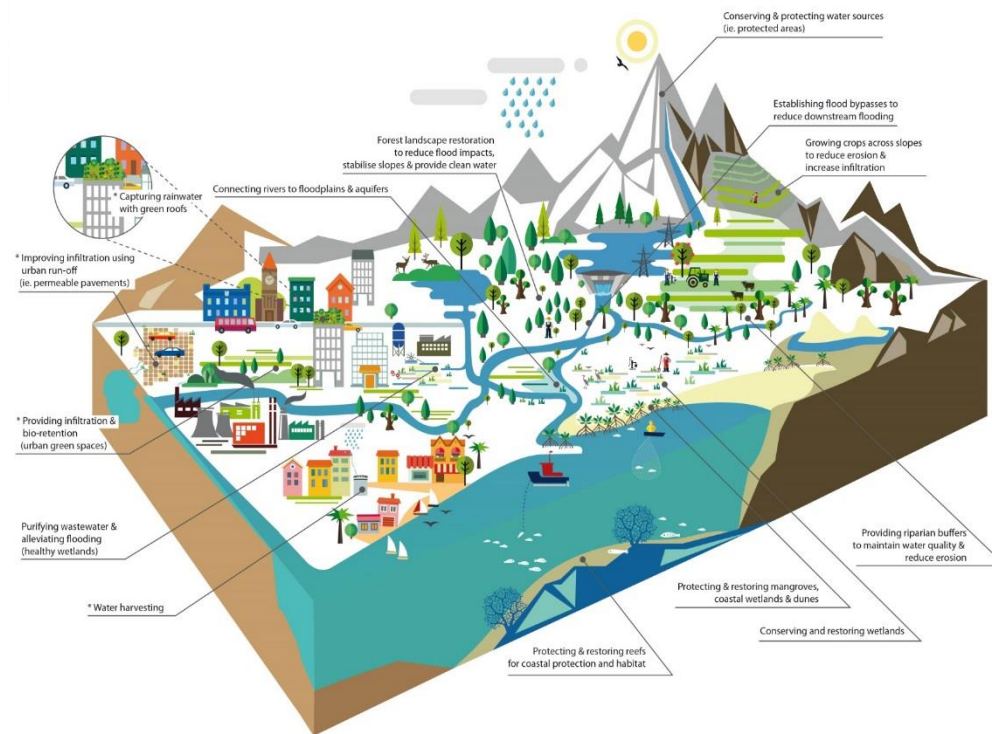 Conserving & protecting water sources
(ie. protected areas)
Establishing flood bypasses to
reduce downstream flooding
Forest landscape restoration
to reduce flood impacts,
stabilise slopes & provide clean water
Growing crops across slopes
to reduce erosion &
increase infiltration
Connecting rivers to floodplains & aquifers
* Capturing rainwater
with green roofs
* Improving infiltration using
urban run-off
(ie. permeable pavements)
* Providing infiltration &
bio-retention
(urban green spaces)
Purifying wastewater &
alleviating flooding
(healthy wetlands)
* Water harvesting
Providing riparian buffers
to maintain water quality &
reduce erosion
Protecting & restoring mangroves,
coastal wetlands & dunes
Conserving and restoring wetlands
Protecting & restoring reefs
for coastal protection and habitat